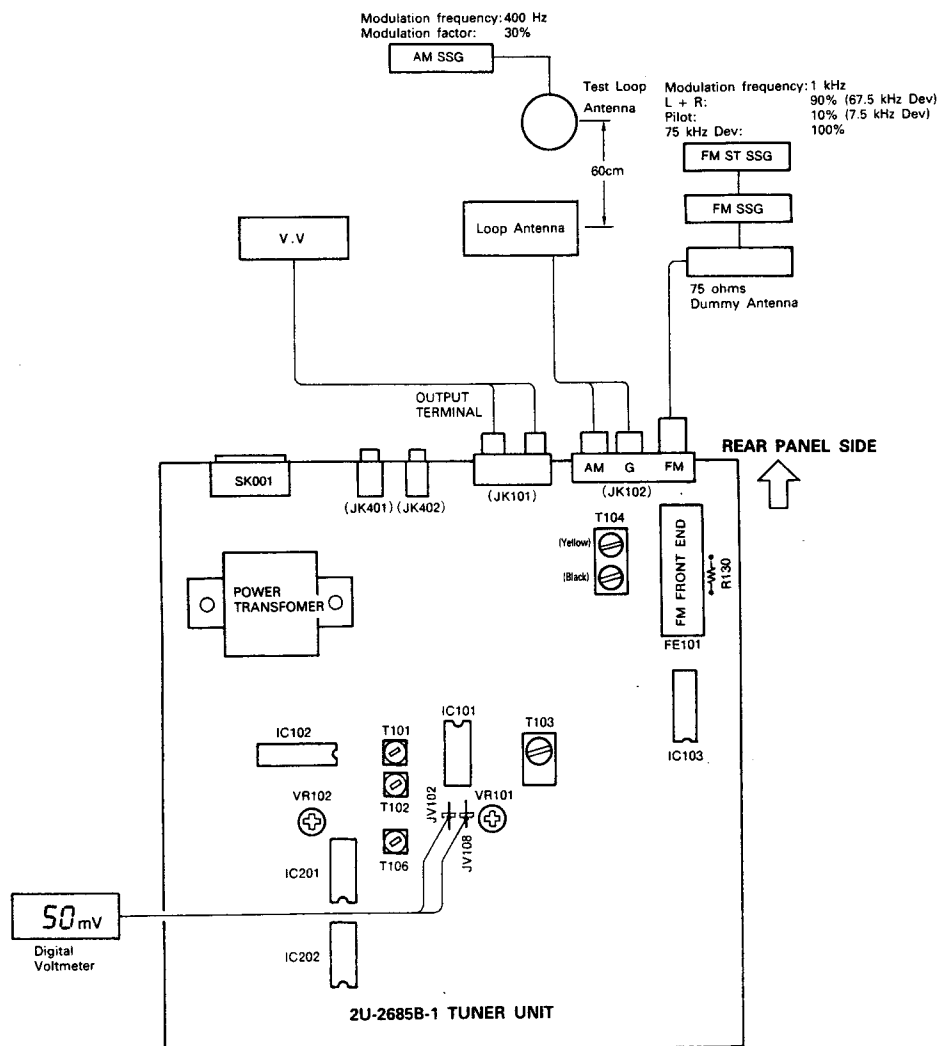 Modulation frequency: 400 Hz
Modulation factor: 30%
AM SSG
Test Loop
Antenna
Modulation frequency: 1 kHz
L + R: 90% (67.5 kHz Dev)
Pilot: 10% (7.5 kHz Dev)
75 kHz Dev: 100%
FM ST SSG
60cm
FM SSG
V.V
Loop Antenna
75 ohms
Dummy Antenna
OUTPUT
TERMINAL
REAR PANEL SIDE
SK001
AM G FM
(JK401) (JK402)
(JK101)
(JK102)
T104
(Yellow)
(Black)
FM FRONT END
R130
POWER
TRANSFOMER
FE101
IC101
T103
IC102
T101
IC103
VR102
T102
JV102
VR101
JV108
T106
IC201
50 mV
Digital
Voltmeter
IC202
2U-2685B-1 TUNER UNIT